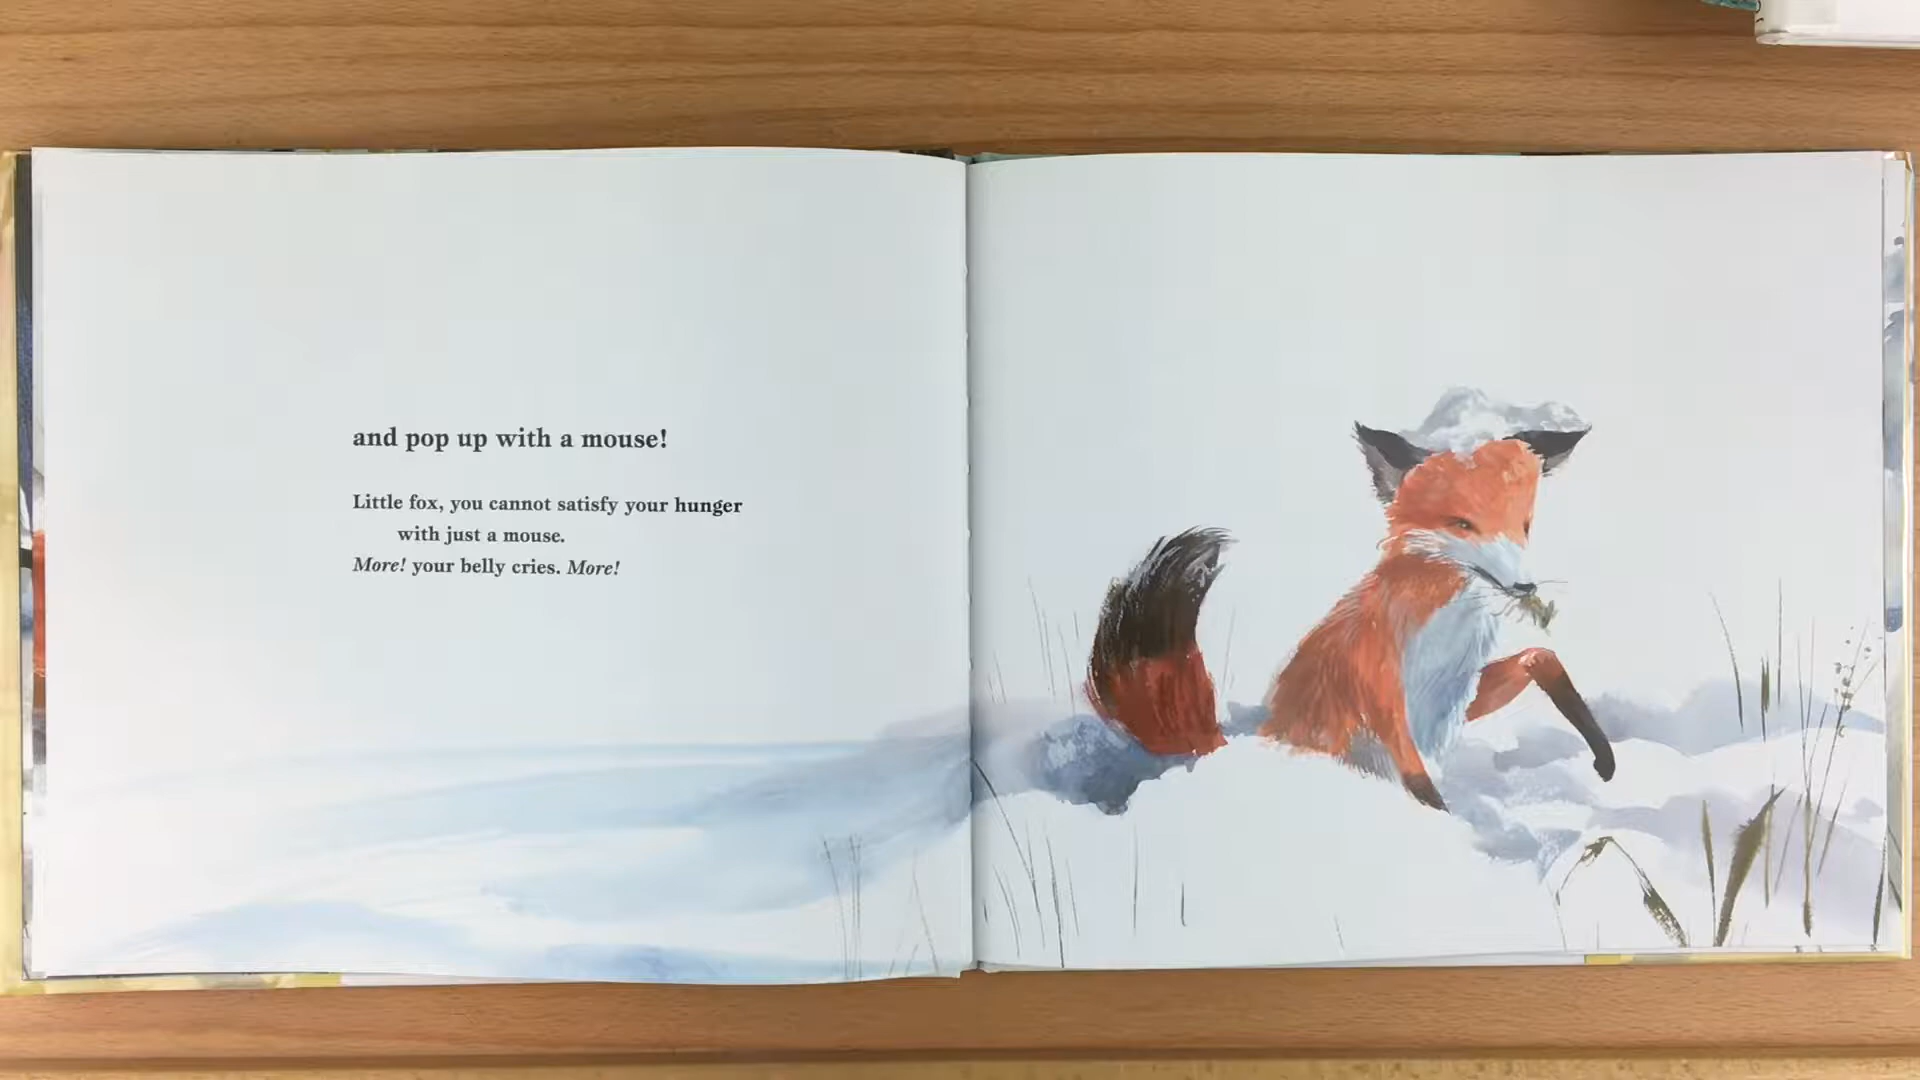 and pop up with a mouse!
Little fox, you cannot satisfy your hunger
with just a mouse.
More! your belly cries. More!